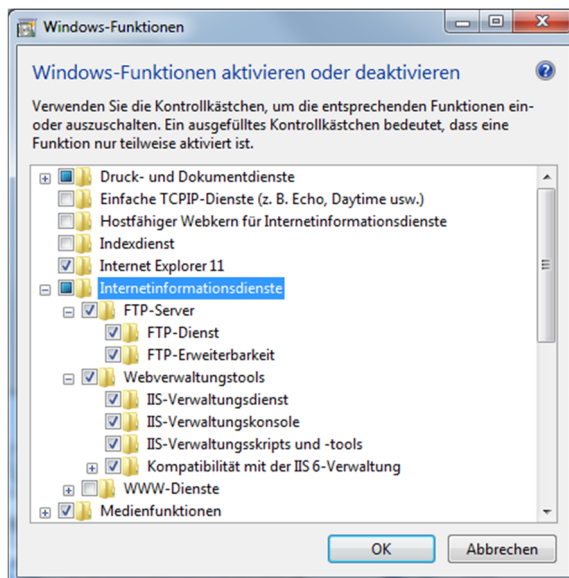 Windows-Funktionen
Windows-Funktionen aktivieren oder deaktivieren
Verwenden Sie die Kontrollkästchen, um die entsprechenden Funktionen ein-
oder auszuschalten. Ein ausgefülltes Kontrollkästchen bedeutet, dass eine
Funktion nur teilweise aktiviert ist.
Druck- und Dokumentdienste
Einfache TCPIP-Dienste (z. B. Echo, Daytime usw.)
Hostfähiger Webkern für Internetinformationsdienste
Indexdienst
Internet Explorer 11
Internetinformationsdienste
FTP-Server
FTP-Dienst
FTP-Erweiterbarkeit
Webverwaltungstools
IIS-Verwaltungsdienst
IIS-Verwaltungskonsole
IIS-Verwaltungsskripts und -tools
Kompatibilität mit der IIS 6-Verwaltung
WWW-Dienste
Medienfunktionen
OK Abbrechen